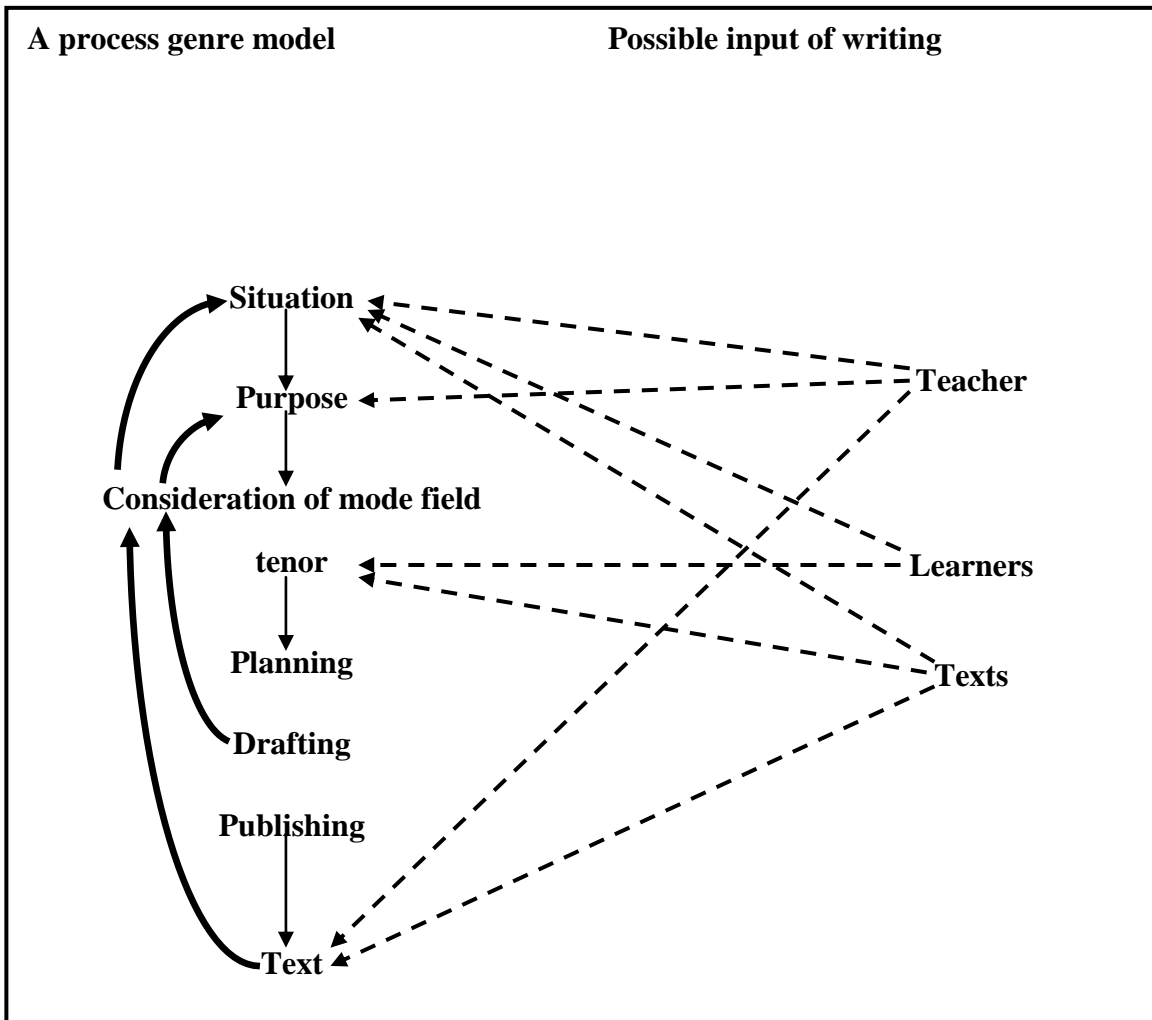 A process genre model Possible input of writing
Situation
Teacher
Purpose
Consideration of mode field
tenor
Learners
Planning
Texts
Drafting
Publishing
Text